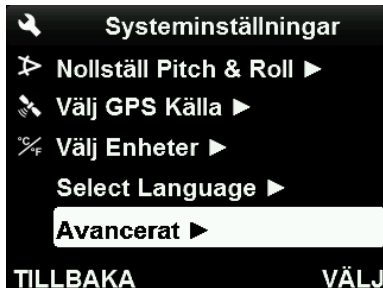 Systeminställningar
Nollställ Pitch & Roll ▶
Välj GPS Källa ▶
°C/°F Välj Enheter ▶
Select Language ▶
Avancerat ▶
TILLBAKA VÄLJ